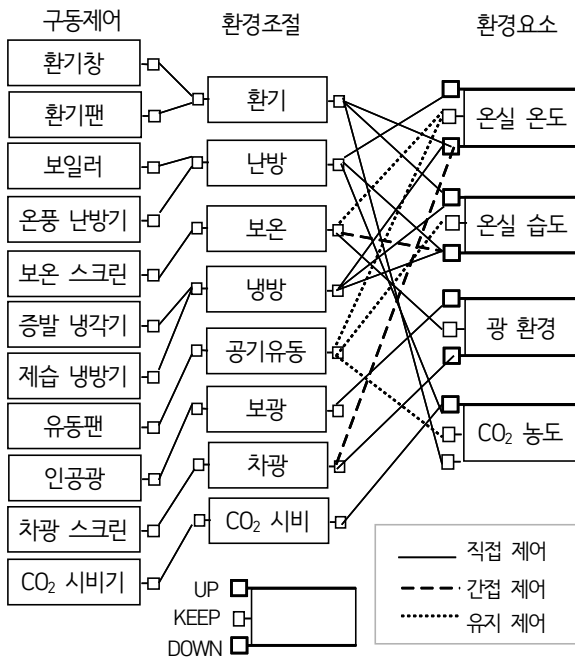 구동제어
환경조절
환경요소
환기창
환기팬
보일러
온풍 난방기
보온 스크린
증발 냉각기
제습 냉방기
유동팬
인공광
차광 스크린
CO₂ 시비기
환기
난방
보온
냉방
공기유동
보광
차광
CO₂ 시비
온실 온도
온실 습도
광 환경
CO₂ 농도
UP
KEEP
DOWN
직접 제어
간접 제어
유지 제어